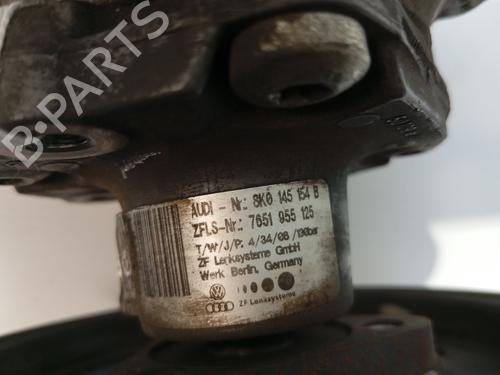 B-PARTS
AUDI - Nr.: 8K0 145 154 B
ZFLS-Nr.: 7651 955 125
T/W/J/P: 4/34/08 /130bar
ZF Lenksysteme GmbH
Werk Berlin, Germany
ZF Lenksysteme